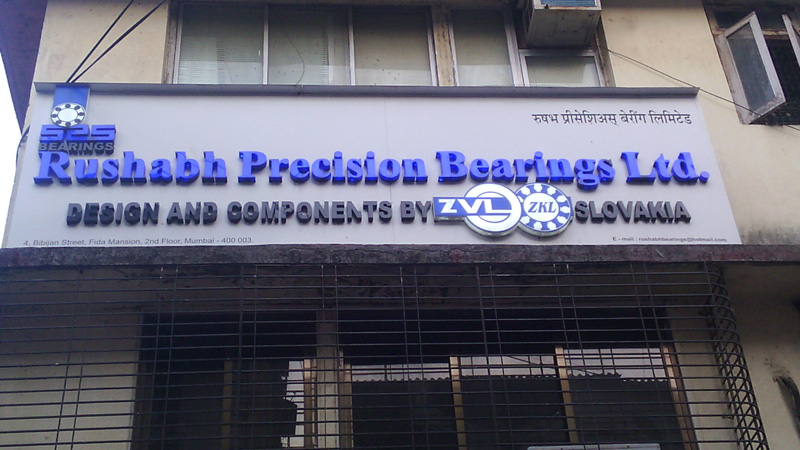 रुषभ प्रीसेशिअस् बेरींग लिमिटेड
525
BEARINGS
Rushabh Precision Bearings Ltd.
DESIGN AND COMPONENTS BY ZVL ZKL SLOVAKIA
4, Bibijan Street, Fida Mansion, 2nd Floor, Mumbai - 400 003.
E - mail : rushabhbearings@hotmail.com